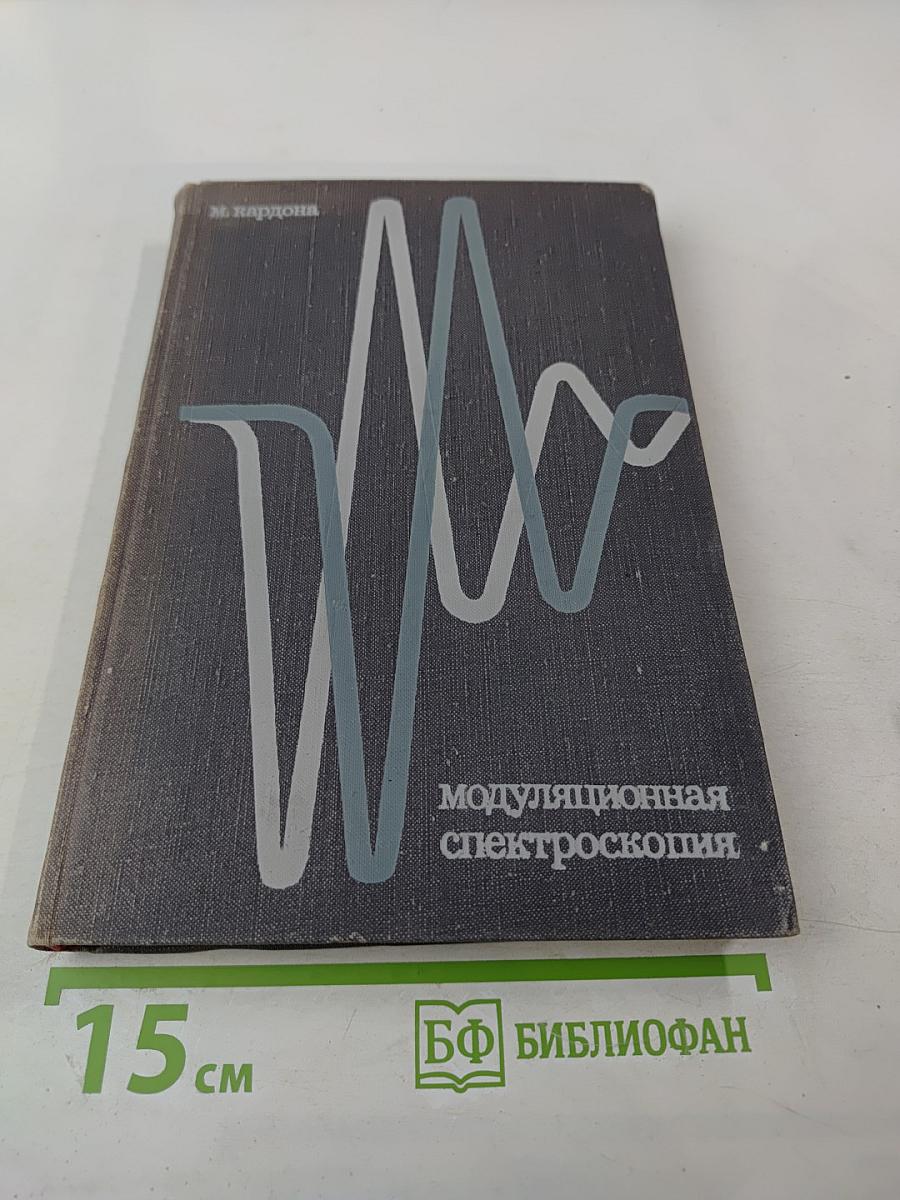 м. кардона
модуляционная
спектроскопия
15 см
БФ БИБЛИОФАН